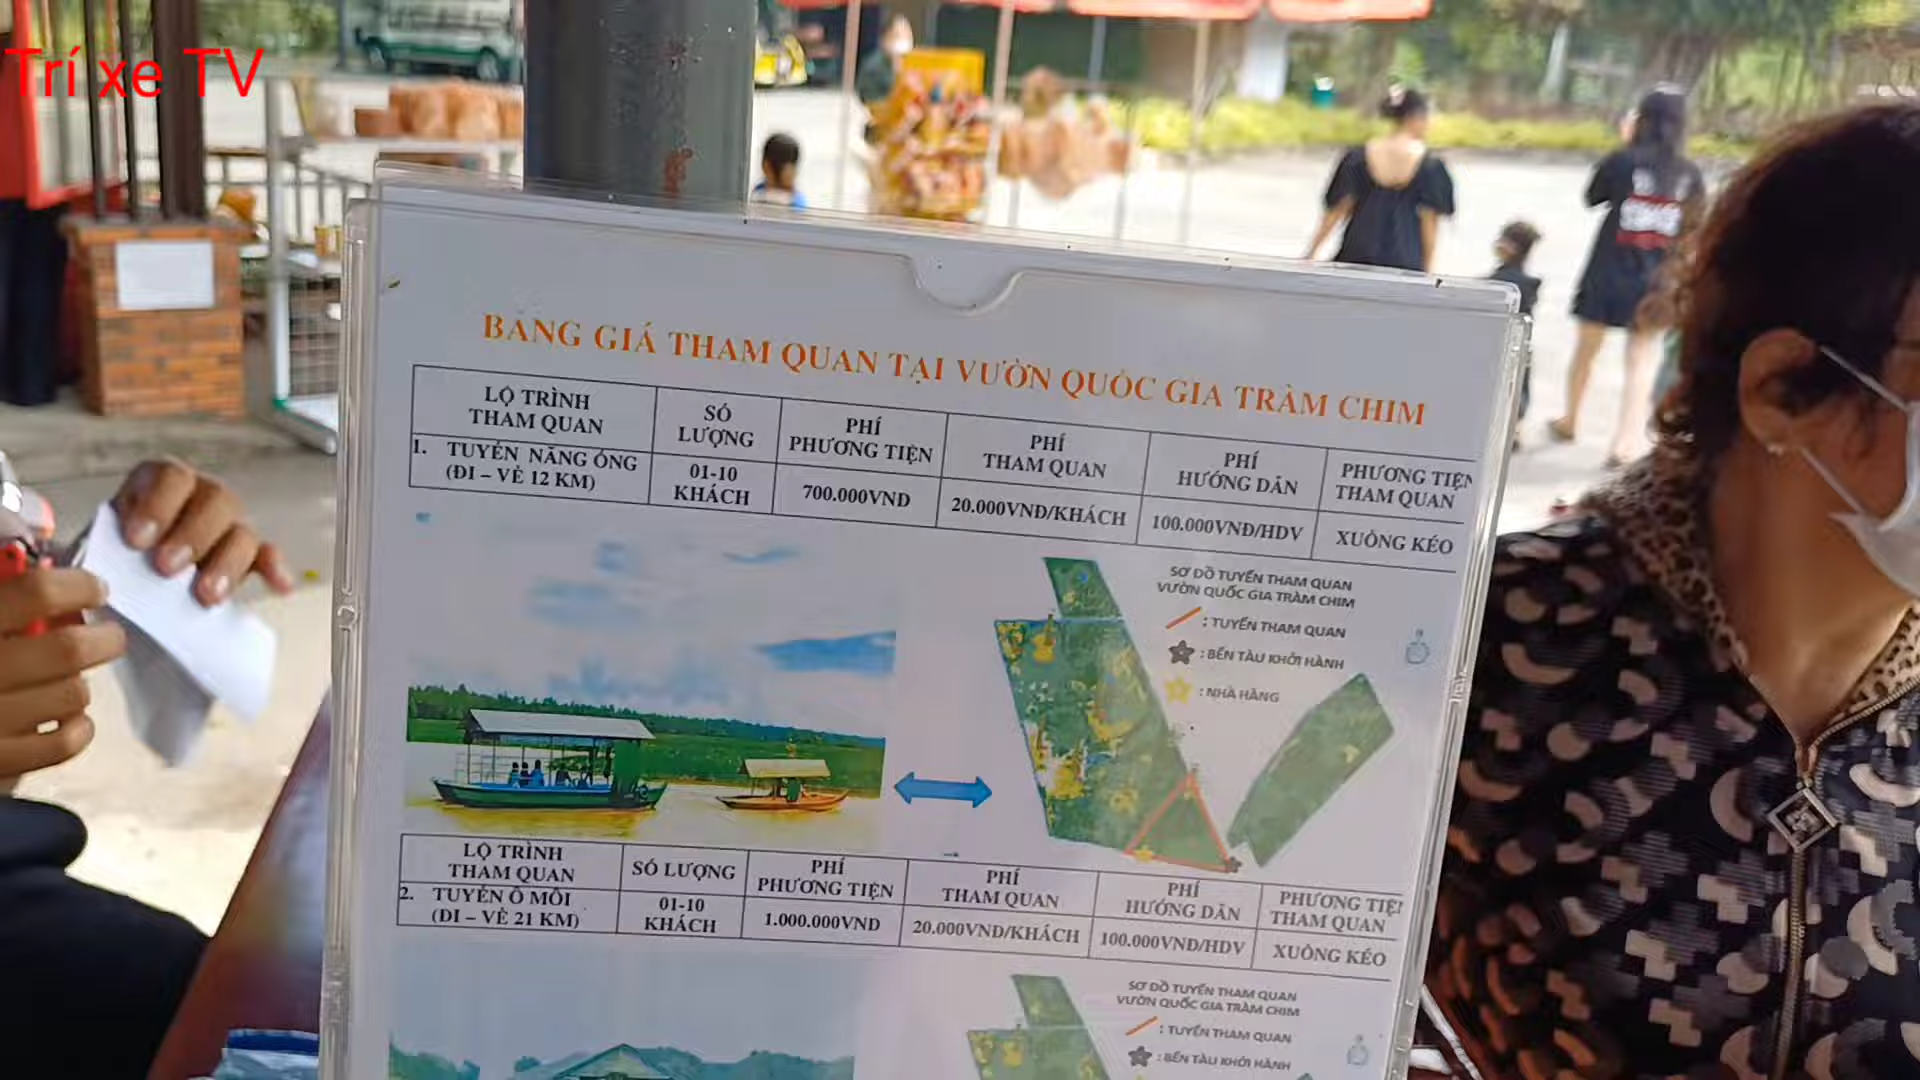 Trí xe TV
BẢNG GIÁ THAM QUAN TẠI VƯỜN QUỐC GIA TRÀM CHIM
LỘ TRÌNH
THAM QUAN
SỐ
LƯỢNG
PHÍ
PHƯƠNG TIỆN
PHÍ
THAM QUAN
PHÍ
HƯỚNG DẪN
PHƯƠNG TIỆN
THAM QUAN
1. TUYẾN NĂNG ỐNG
(ĐI – VỀ 12 KM)
01-10
KHÁCH
700.000VNĐ
20.000VNĐ/KHÁCH
100.000VNĐ/HDV
XUỒNG KÉO
SƠ ĐỒ TUYẾN THAM QUAN
VƯỜN QUỐC GIA TRÀM CHIM
: TUYẾN THAM QUAN
: BẾN TÀU KHỞI HÀNH
: NHÀ HÀNG
LỘ TRÌNH
THAM QUAN
SỐ LƯỢNG
PHÍ
PHƯƠNG TIỆN
PHÍ
THAM QUAN
PHÍ
HƯỚNG DẪN
PHƯƠNG TIỆ
THAM QUAN
2. TUYẾN Ô MÔI
(ĐI – VỀ 21 KM)
01-10
KHÁCH
1.000.000VNĐ
20.000VNĐ/KHÁCH
100.000VNĐ/HDV
XUỒNG KÉO
SƠ ĐỒ TUYẾN THAM QUAN
VƯỜN QUỐC GIA TRÀM CHIM
: TUYẾN THAM QUAN
: BẾN TÀU KHỞI HÀNH